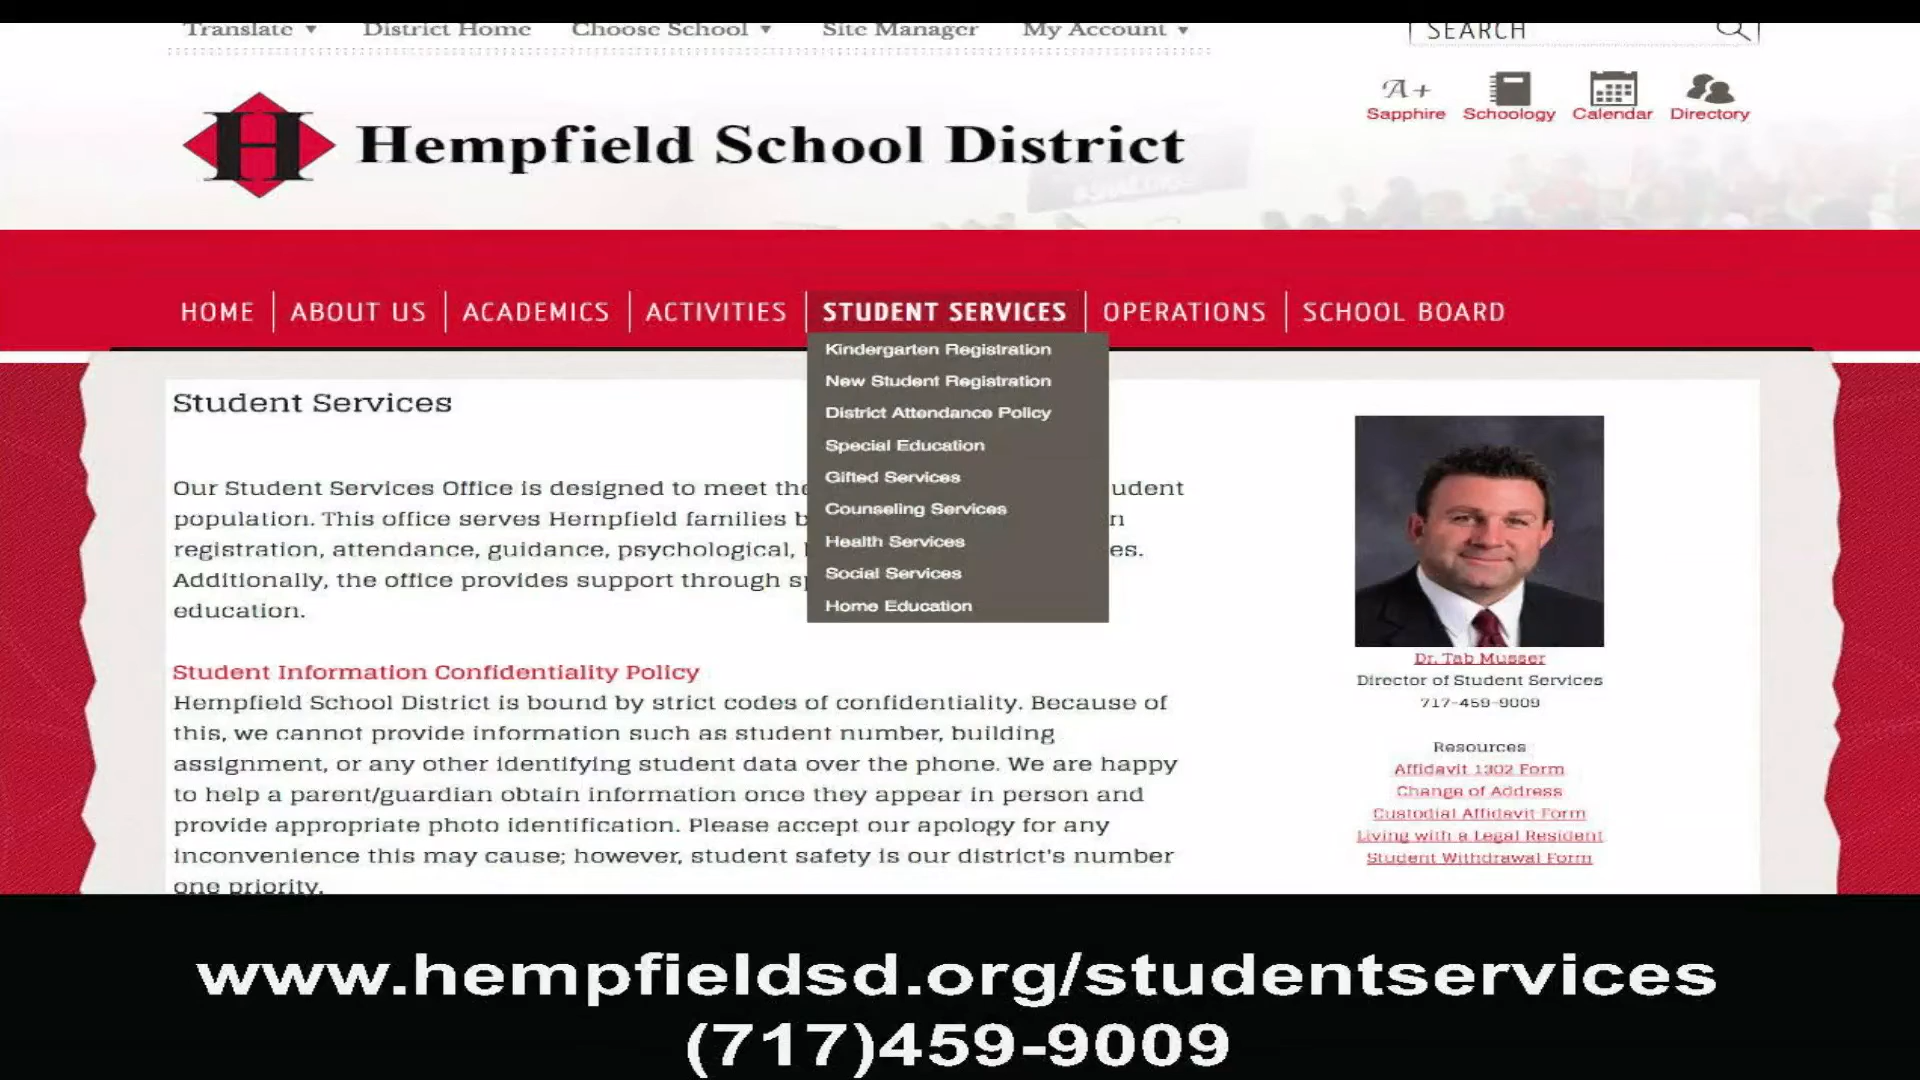 Translate ▼ District Home Choose School ▼ Site Manager My Account ▼ SEARCH
A+
Sapphire Schoology Calendar Directory
H Hempfield School District
HOME ABOUT US ACADEMICS ACTIVITIES STUDENT SERVICES OPERATIONS SCHOOL BOARD
Kindergarten Registration
New Student Registration
District Attendance Policy
Special Education
Gifted Services
Counseling Services
Health Services
Social Services
Home Education
Student Services
Our Student Services Office is designed to meet the udent
population. This office serves Hempfield families b n
registration, attendance, guidance, psychological, es.
Additionally, the office provides support through sp
education.
Student Information Confidentiality Policy
Hempfield School District is bound by strict codes of confidentiality. Because of
this, we cannot provide information such as student number, building
assignment, or any other identifying student data over the phone. We are happy
to help a parent/guardian obtain information once they appear in person and
provide appropriate photo identification. Please accept our apology for any
inconvenience this may cause; however, student safety is our district's number
one priority.
Dr. Tab Musser
Director of Student Services
717-459-9009
Resources
Affidavit 1302 Form
Change of Address
Custodial Affidavit Form
Living with a Legal Resident
Student Withdrawal Form
www.hempfieldsd.org/studentservices
(717)459-9009